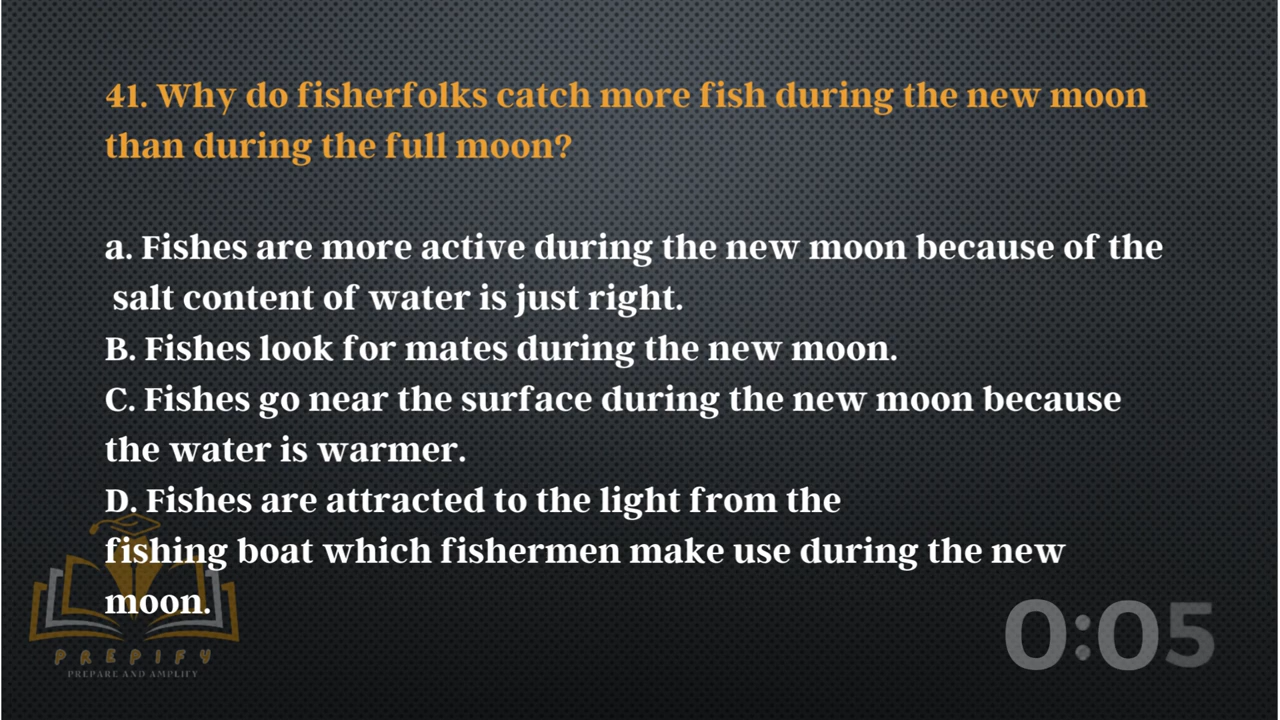 41. Why do fisherfolks catch more fish during the new moon
than during the full moon?
a. Fishes are more active during the new moon because of the
salt content of water is just right.
B. Fishes look for mates during the new moon.
C. Fishes go near the surface during the new moon because
the water is warmer.
D. Fishes are attracted to the light from the
fishing boat which fishermen make use during the new
moon.
PREPIFY
PREPARE AND AMPLIFY
0:05